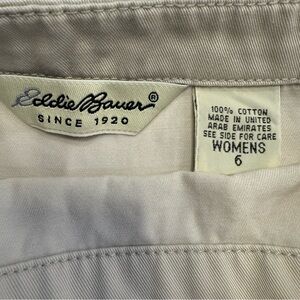 Eddie Bauer®
SINCE 1920
100% COTTON
MADE IN UNITED
ARAB EMIRATES
SEE SIDE FOR CARE
WOMENS
6